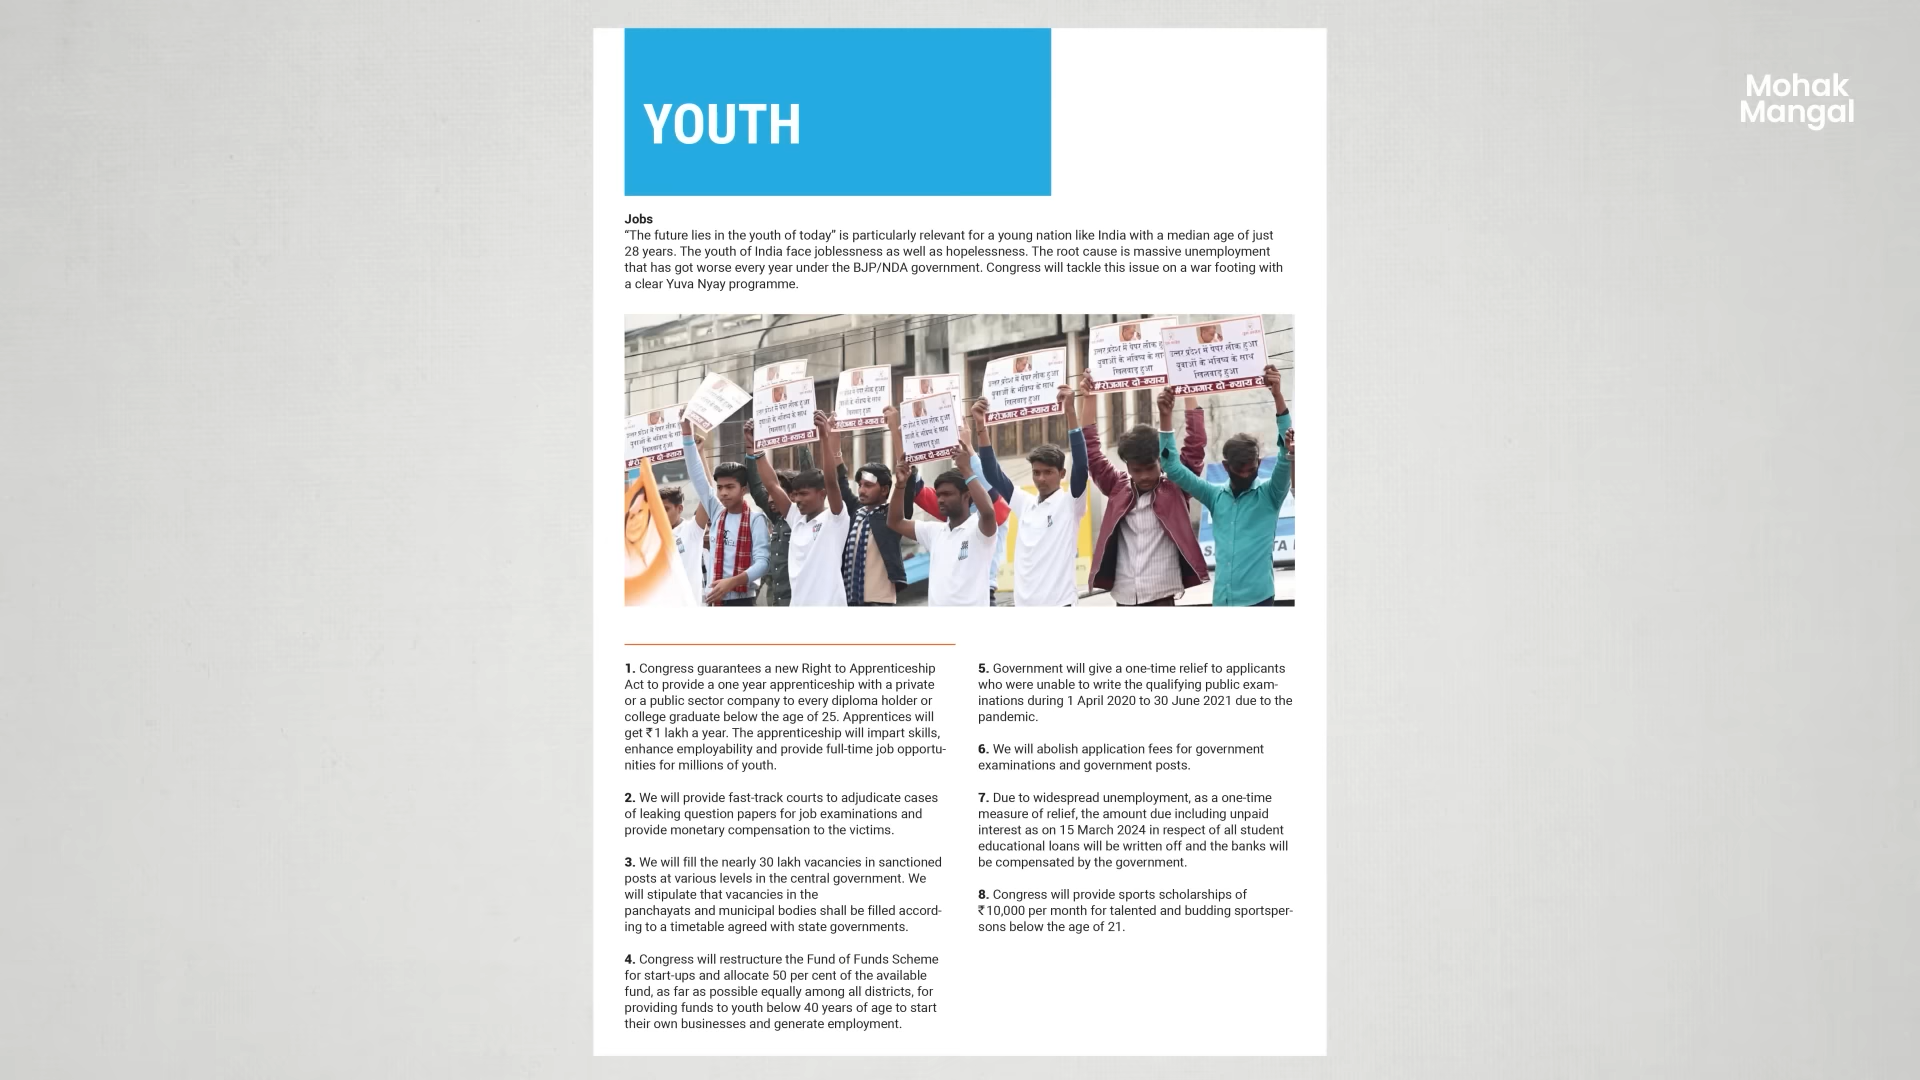 Mohak
Mangal
YOUTH
Jobs
“The future lies in the youth of today” is particularly relevant for a young nation like India with a median age of just
28 years. The youth of India face joblessness as well as hopelessness. The root cause is massive unemployment
that has got worse every year under the BJP/NDA government. Congress will tackle this issue on a war footing with
a clear Yuva Nyay programme.
उत्तर प्रदेश में पेपर लीक हुआ
युवाओं के भविष्य के साथ
खिलवाड़ हुआ
#रोजगार दो-न्याय दो
1. Congress guarantees a new Right to Apprenticeship
Act to provide a one year apprenticeship with a private
or a public sector company to every diploma holder or
college graduate below the age of 25. Apprentices will
get ₹1 lakh a year. The apprenticeship will impart skills,
enhance employability and provide full-time job opportu-
nities for millions of youth.
2. We will provide fast-track courts to adjudicate cases
of leaking question papers for job examinations and
provide monetary compensation to the victims.
3. We will fill the nearly 30 lakh vacancies in sanctioned
posts at various levels in the central government. We
will stipulate that vacancies in the
panchayats and municipal bodies shall be filled accord-
ing to a timetable agreed with state governments.
4. Congress will restructure the Fund of Funds Scheme
for start-ups and allocate 50 per cent of the available
fund, as far as possible equally among all districts, for
providing funds to youth below 40 years of age to start
their own businesses and generate employment.
5. Government will give a one-time relief to applicants
who were unable to write the qualifying public exam-
inations during 1 April 2020 to 30 June 2021 due to the
pandemic.
6. We will abolish application fees for government
examinations and government posts.
7. Due to widespread unemployment, as a one-time
measure of relief, the amount due including unpaid
interest as on 15 March 2024 in respect of all student
educational loans will be written off and the banks will
be compensated by the government.
8. Congress will provide sports scholarships of
₹10,000 per month for talented and budding sportsper-
sons below the age of 21.